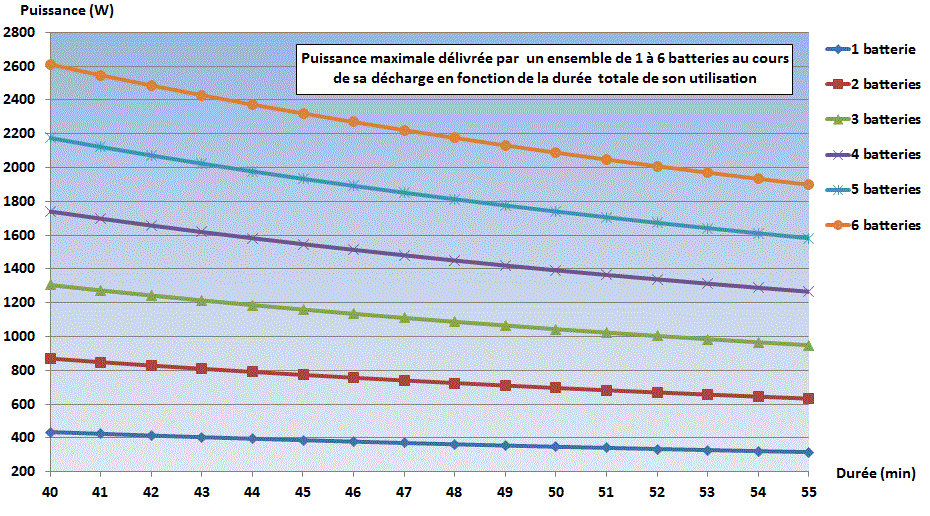 Puissance (W)
Puissance maximale délivrée par un ensemble de 1 à 6 batteries au cours
de sa décharge en fonction de la durée totale de son utilisation
2800
2600
2400
2200
2000
1800
1600
1400
1200
1000
800
600
400
200
40 41 42 43 44 45 46 47 48 49 50 51 52 53 54 55
Durée (min)
1 batterie
2 batteries
3 batteries
4 batteries
5 batteries
6 batteries